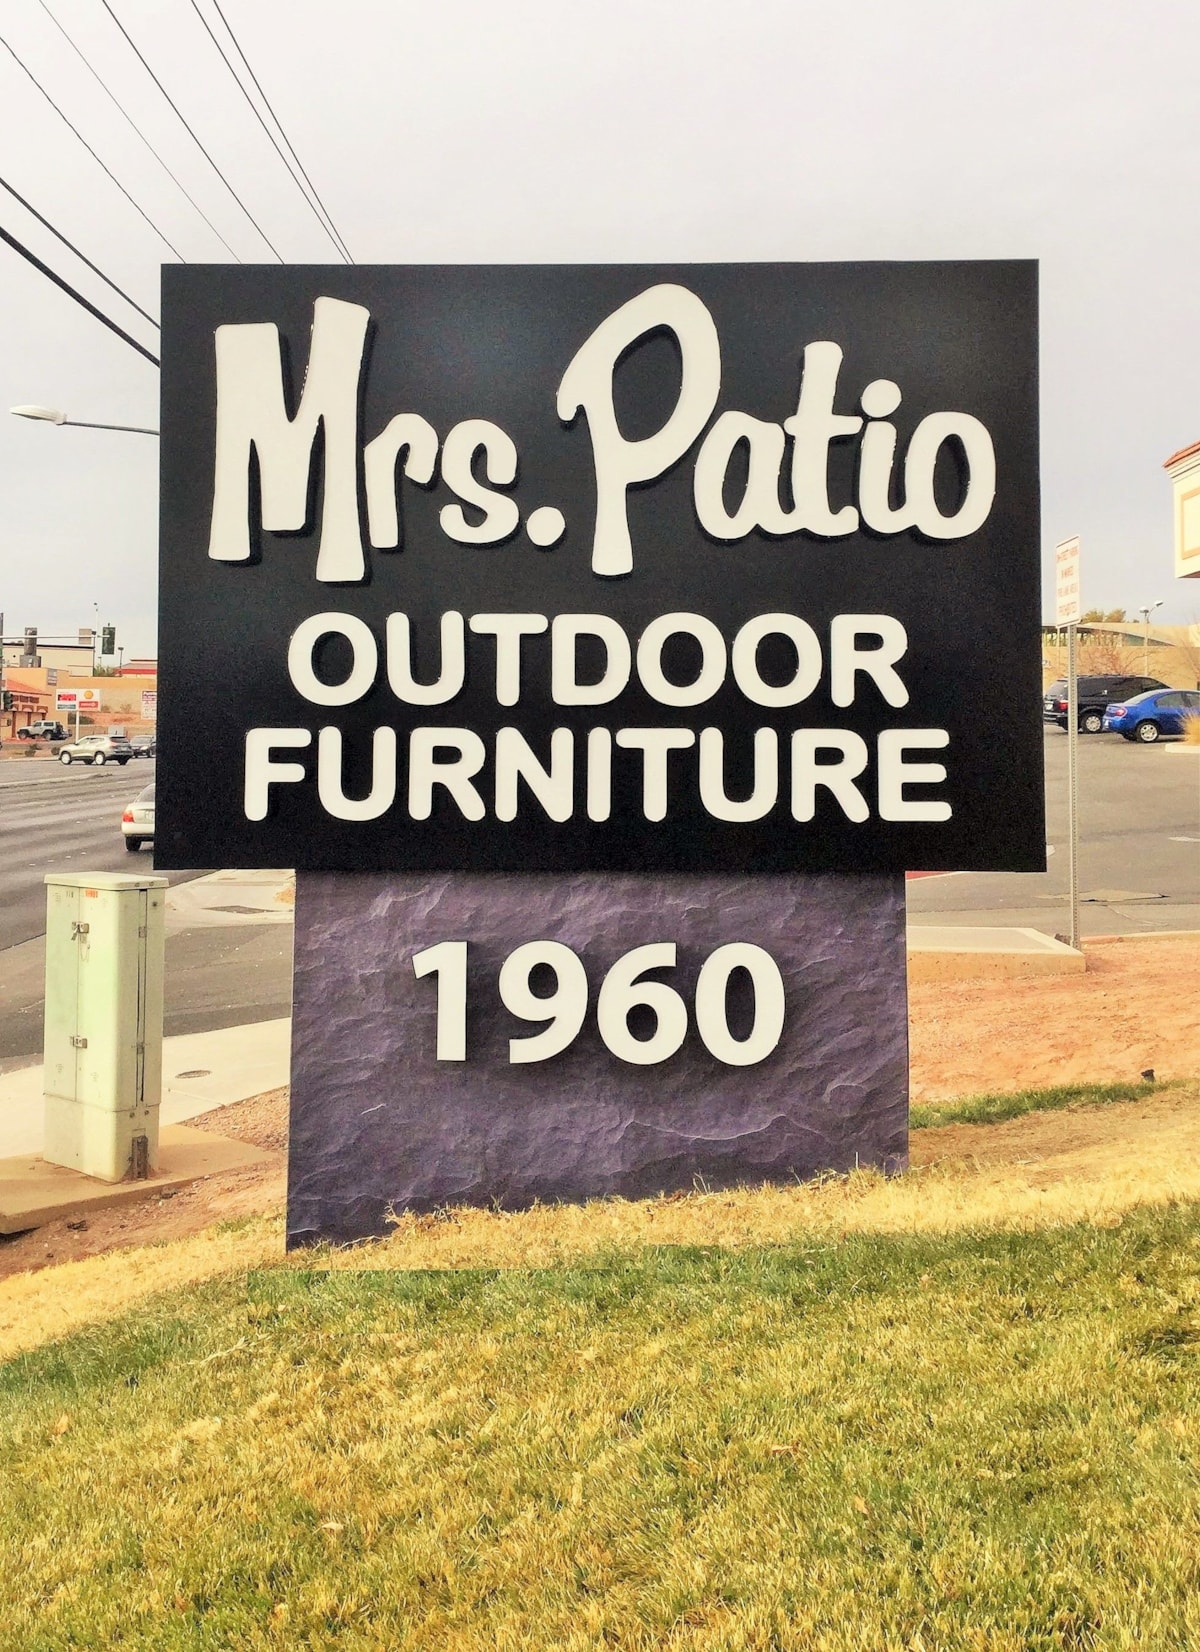 Mrs. Patio
OUTDOOR
FURNITURE
1960